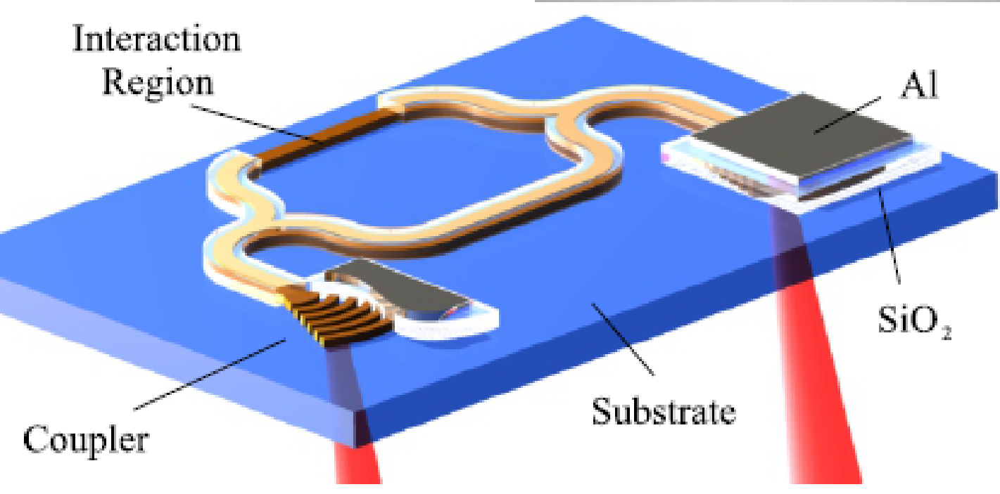 Interaction
Region
Al
SiO₂
Substrate
Coupler